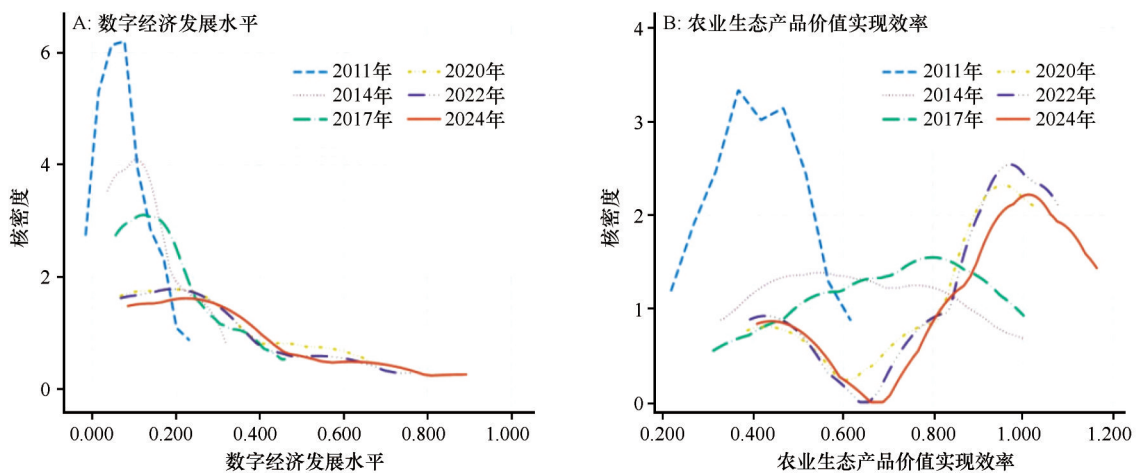 A: 数字经济发展水平
6
4
2
0
核密度
2011年
2014年
2017年
2020年
2022年
2024年
0.000 0.200 0.400 0.600 0.800 1.000
数字经济发展水平
B: 农业生态产品价值实现效率
4
3
2
1
0
核密度
2011年
2014年
2017年
2020年
2022年
2024年
0.200 0.400 0.600 0.800 1.000 1.200
农业生态产品价值实现效率